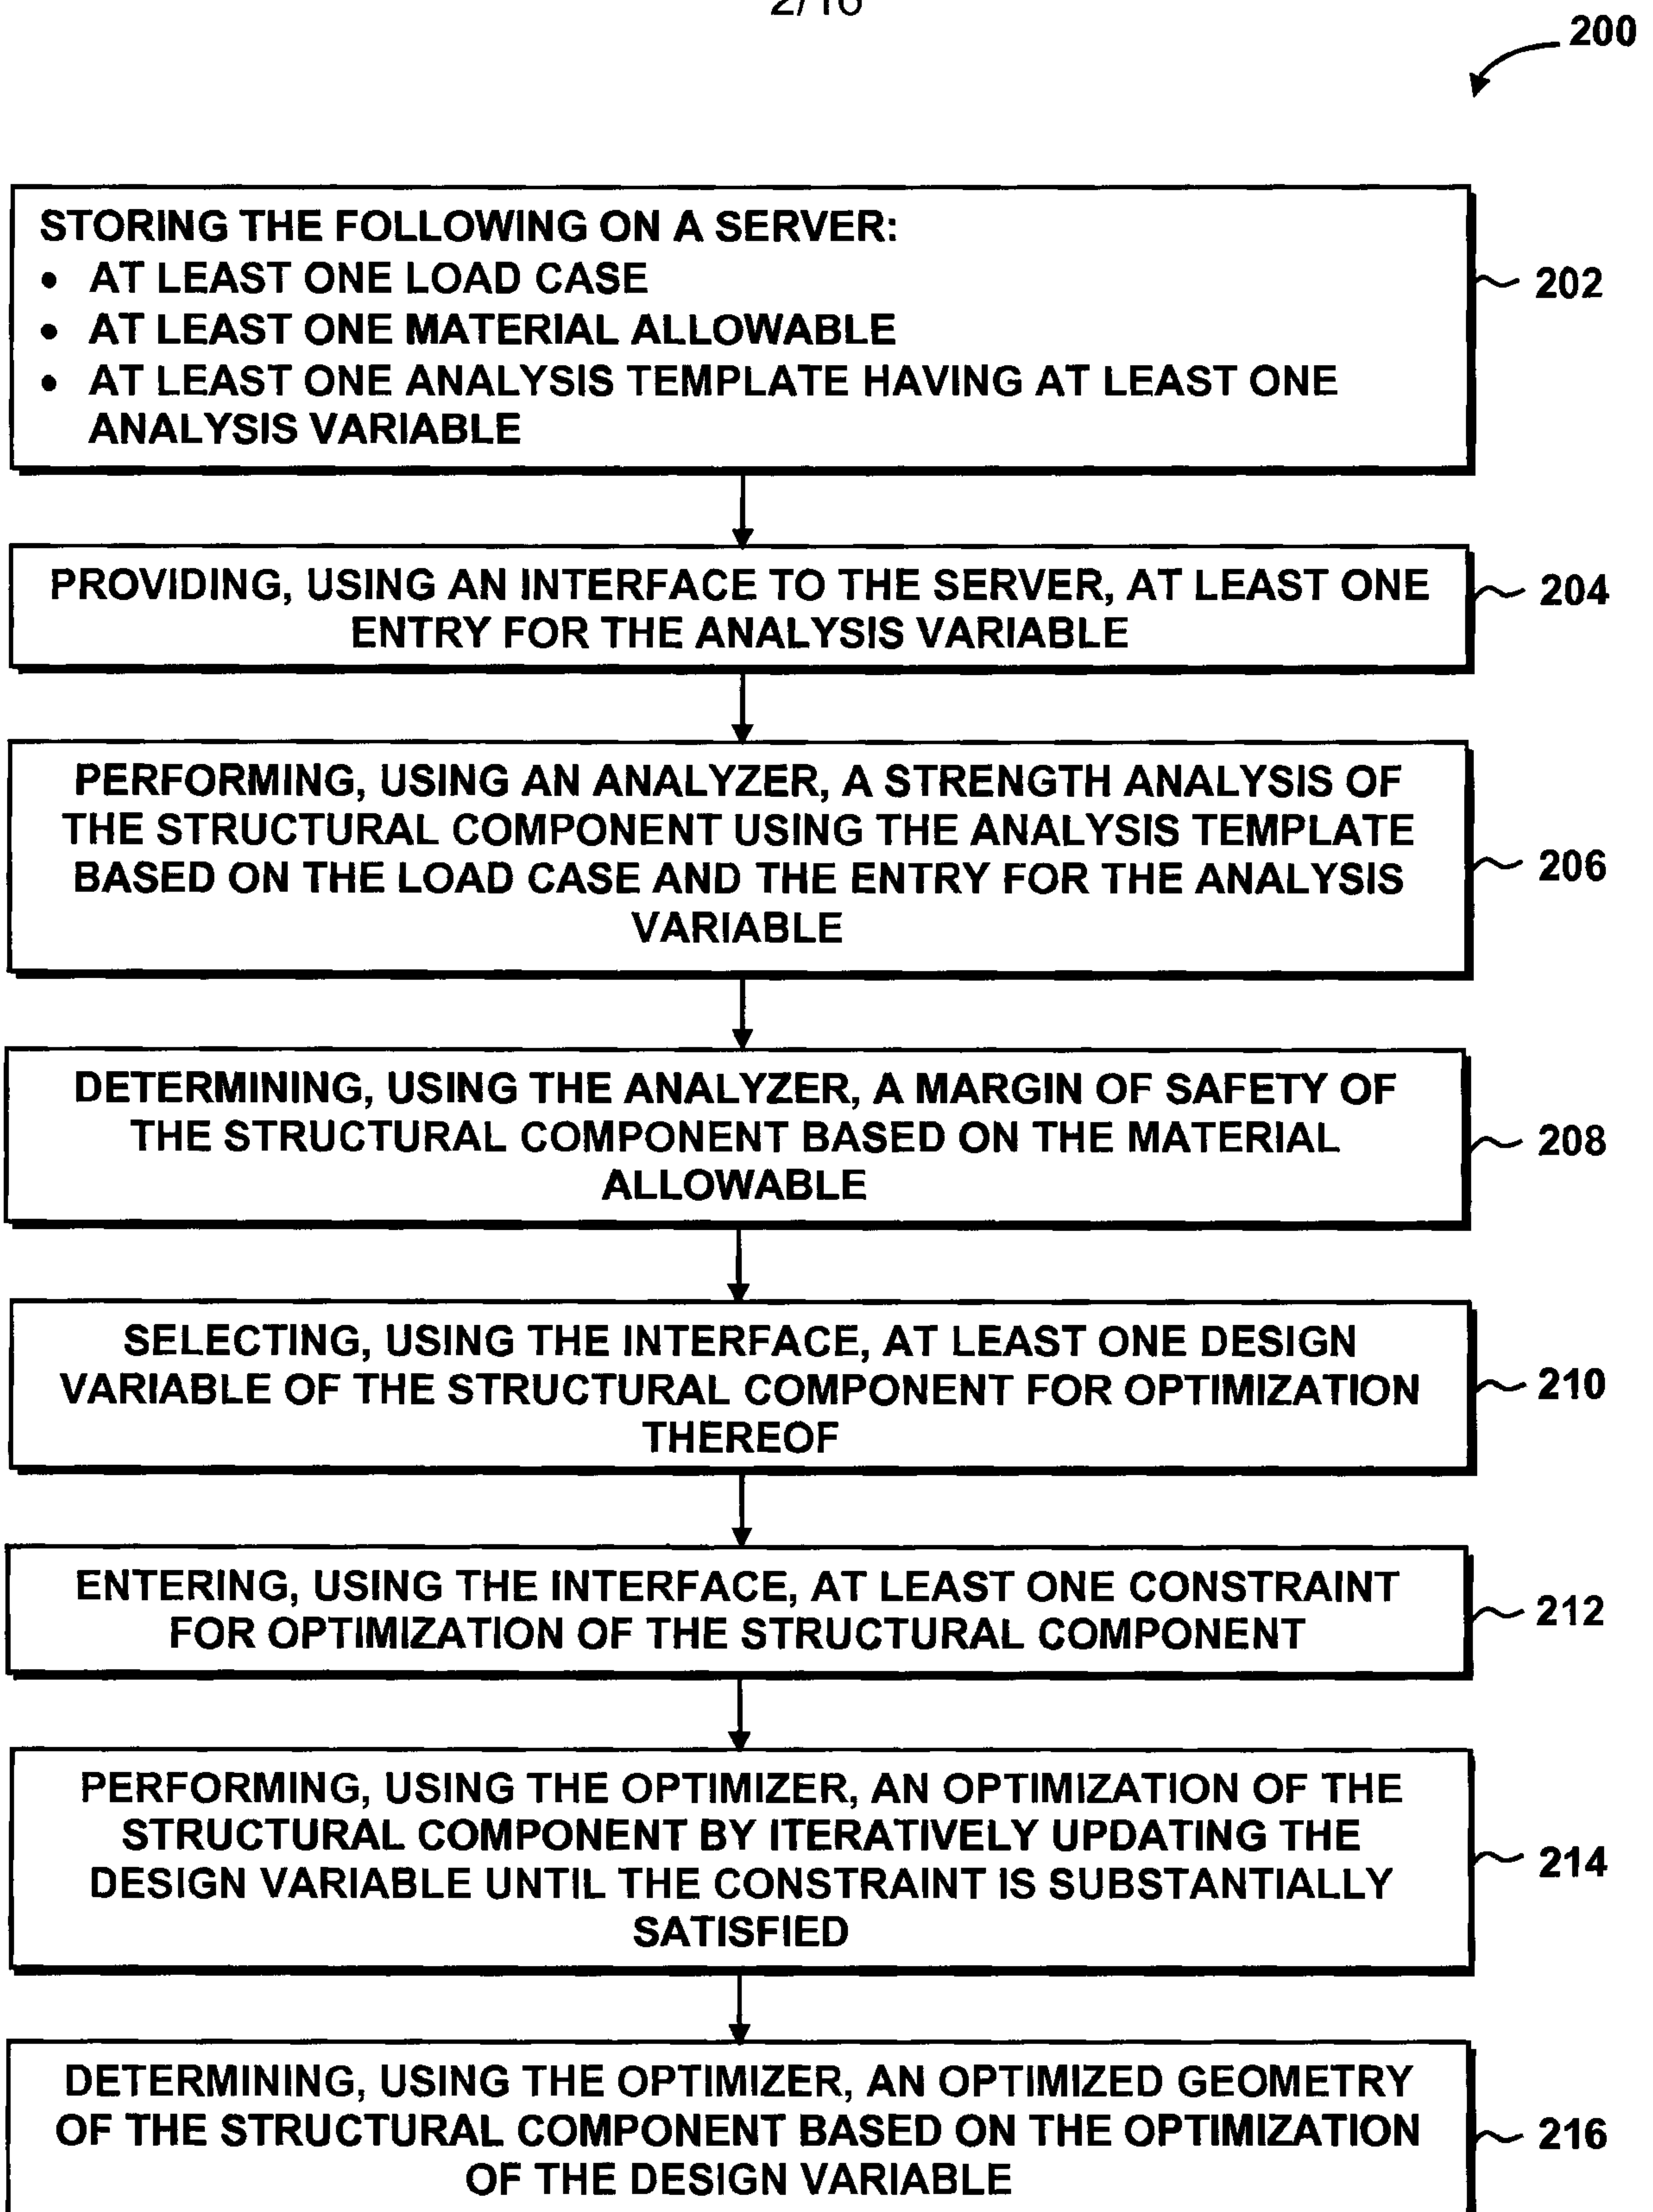 2/16
200
STORING THE FOLLOWING ON A SERVER:
• AT LEAST ONE LOAD CASE
• AT LEAST ONE MATERIAL ALLOWABLE
• AT LEAST ONE ANALYSIS TEMPLATE HAVING AT LEAST ONE
ANALYSIS VARIABLE
202
PROVIDING, USING AN INTERFACE TO THE SERVER, AT LEAST ONE
ENTRY FOR THE ANALYSIS VARIABLE
204
PERFORMING, USING AN ANALYZER, A STRENGTH ANALYSIS OF
THE STRUCTURAL COMPONENT USING THE ANALYSIS TEMPLATE
BASED ON THE LOAD CASE AND THE ENTRY FOR THE ANALYSIS
VARIABLE
206
DETERMINING, USING THE ANALYZER, A MARGIN OF SAFETY OF
THE STRUCTURAL COMPONENT BASED ON THE MATERIAL
ALLOWABLE
208
SELECTING, USING THE INTERFACE, AT LEAST ONE DESIGN
VARIABLE OF THE STRUCTURAL COMPONENT FOR OPTIMIZATION
THEREOF
210
ENTERING, USING THE INTERFACE, AT LEAST ONE CONSTRAINT
FOR OPTIMIZATION OF THE STRUCTURAL COMPONENT
212
PERFORMING, USING THE OPTIMIZER, AN OPTIMIZATION OF THE
STRUCTURAL COMPONENT BY ITERATIVELY UPDATING THE
DESIGN VARIABLE UNTIL THE CONSTRAINT IS SUBSTANTIALLY
SATISFIED
214
DETERMINING, USING THE OPTIMIZER, AN OPTIMIZED GEOMETRY
OF THE STRUCTURAL COMPONENT BASED ON THE OPTIMIZATION
OF THE DESIGN VARIABLE
216